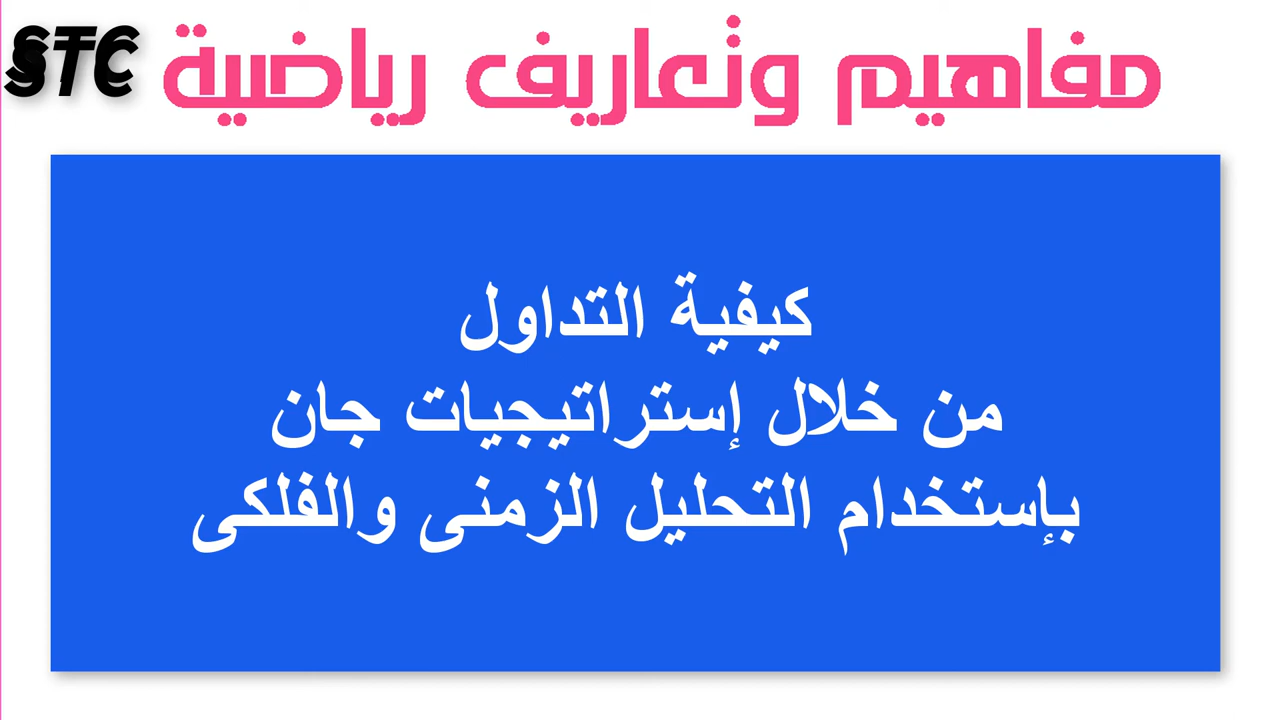 STC
مفاهيم وتعاريف رياضية
كيفية التداول
من خلال إستراتيجيات جان
بإستخدام التحليل الزمنى والفلكى